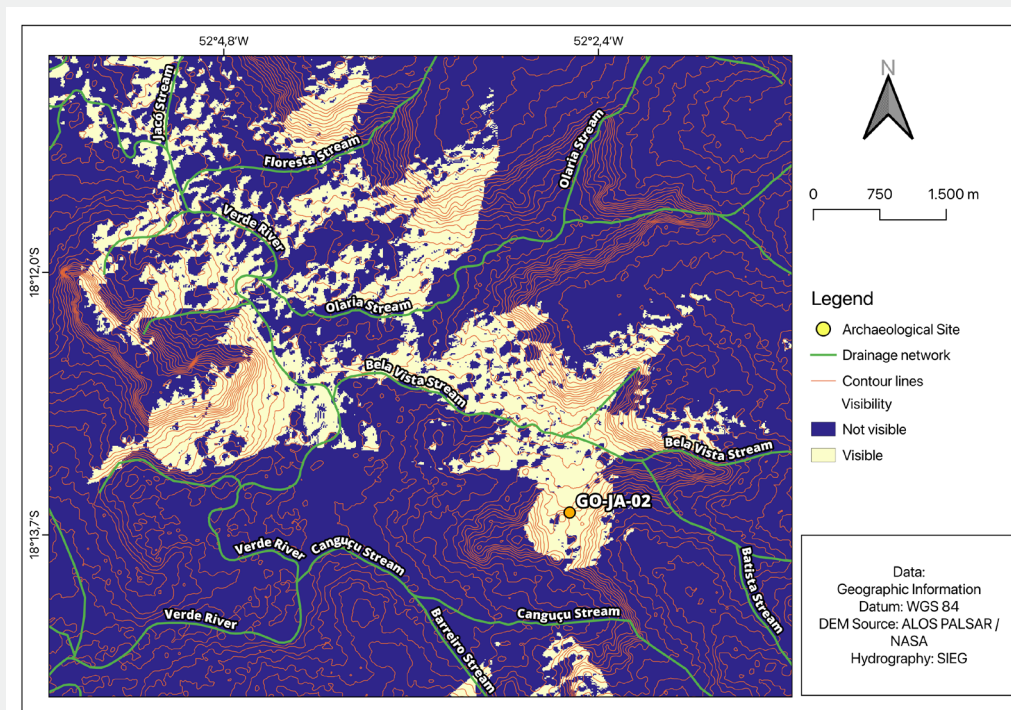 52°4,8'W
52°2,4'W
N
Jacó Stream
Floresta Stream
Olaria Stream
Verde River
0 750 1.500 m
18°12,0'S
Olaria Stream
Legend
Archaeological Site
Drainage network
Bela Vista Stream
Contour lines
Visibility
Not visible
Bela Vista Stream
Visible
GO-JA-02
18°13,7'S
Verde River
Canguçu Stream
Batista Stream
Verde River
Canguçu Stream
Barreiro Stream
Data:
Geographic Information
Datum: WGS 84
DEM Source: ALOS PALSAR /
NASA
Hydrography: SIEG